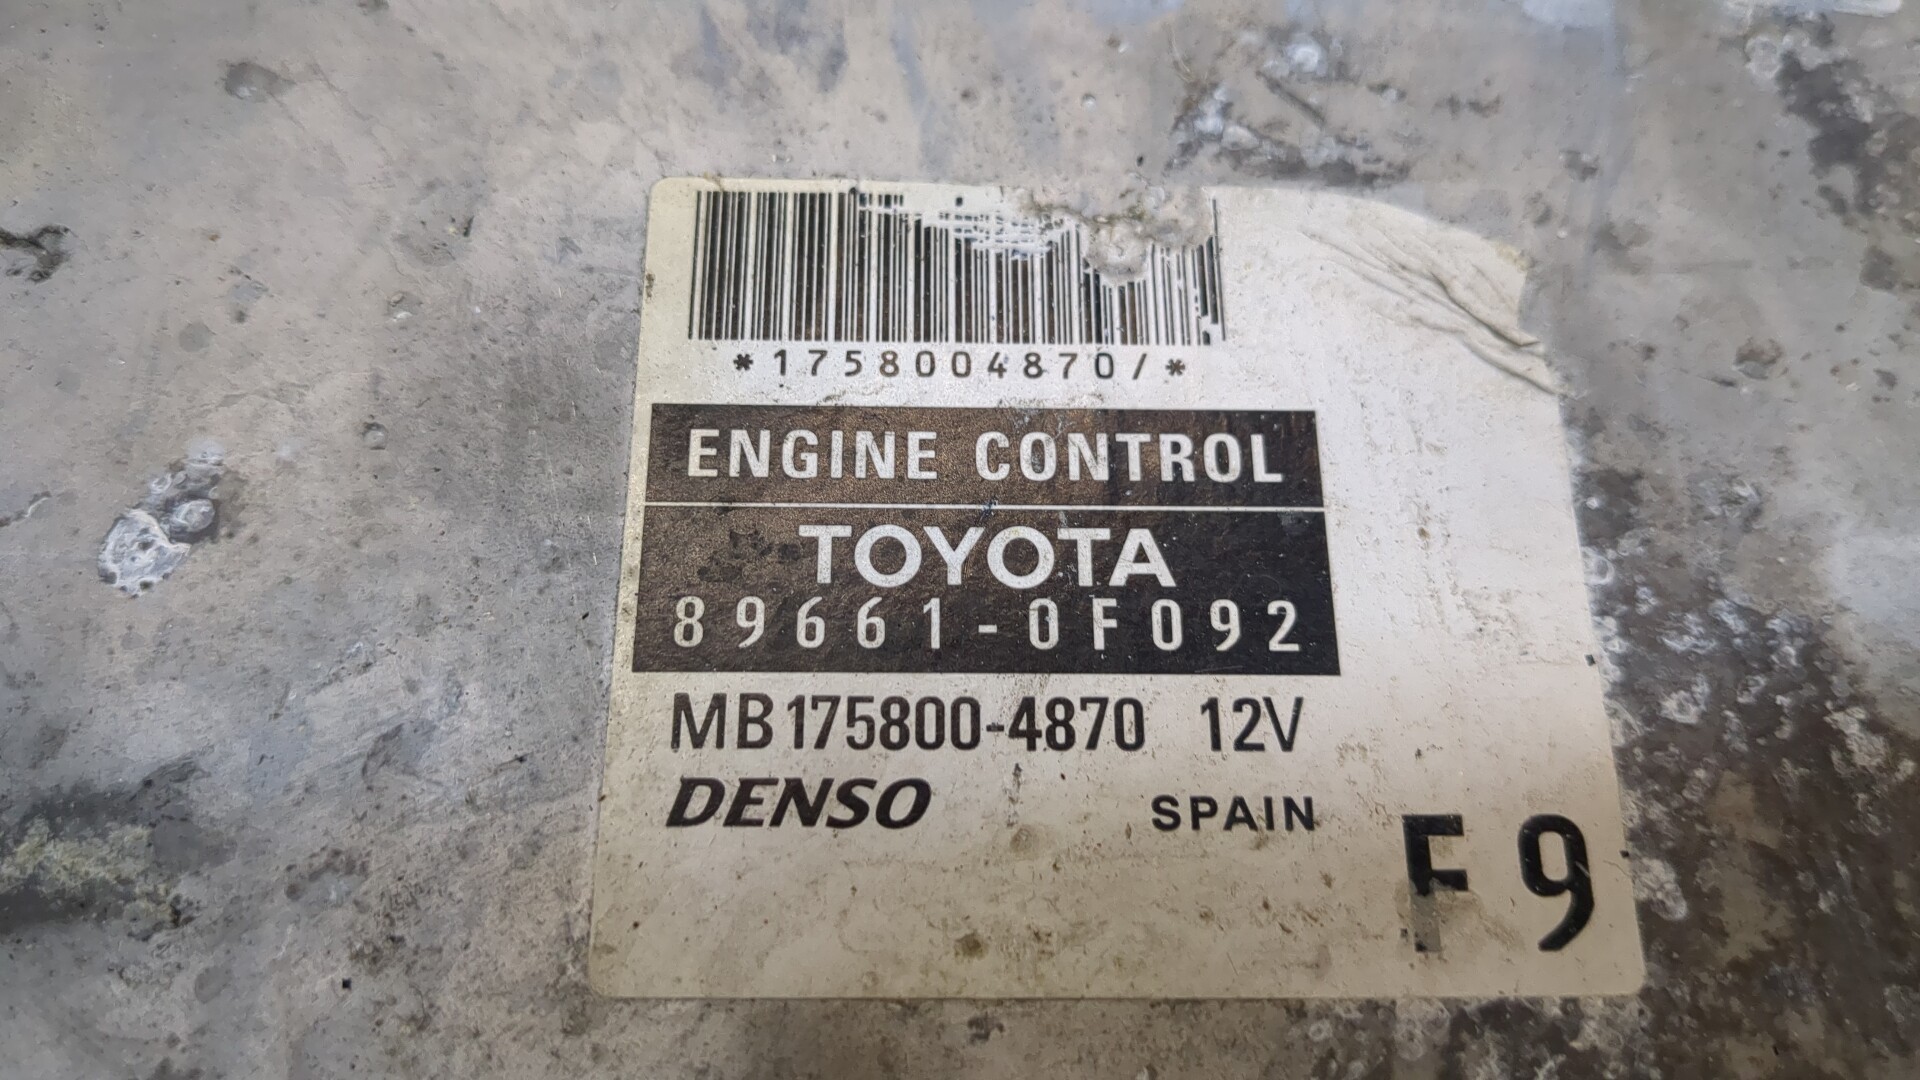 *1758004870/*
ENGINE CONTROL
TOYOTA
89661-0F092
MB175800-4870 12V
DENSO SPAIN
F9